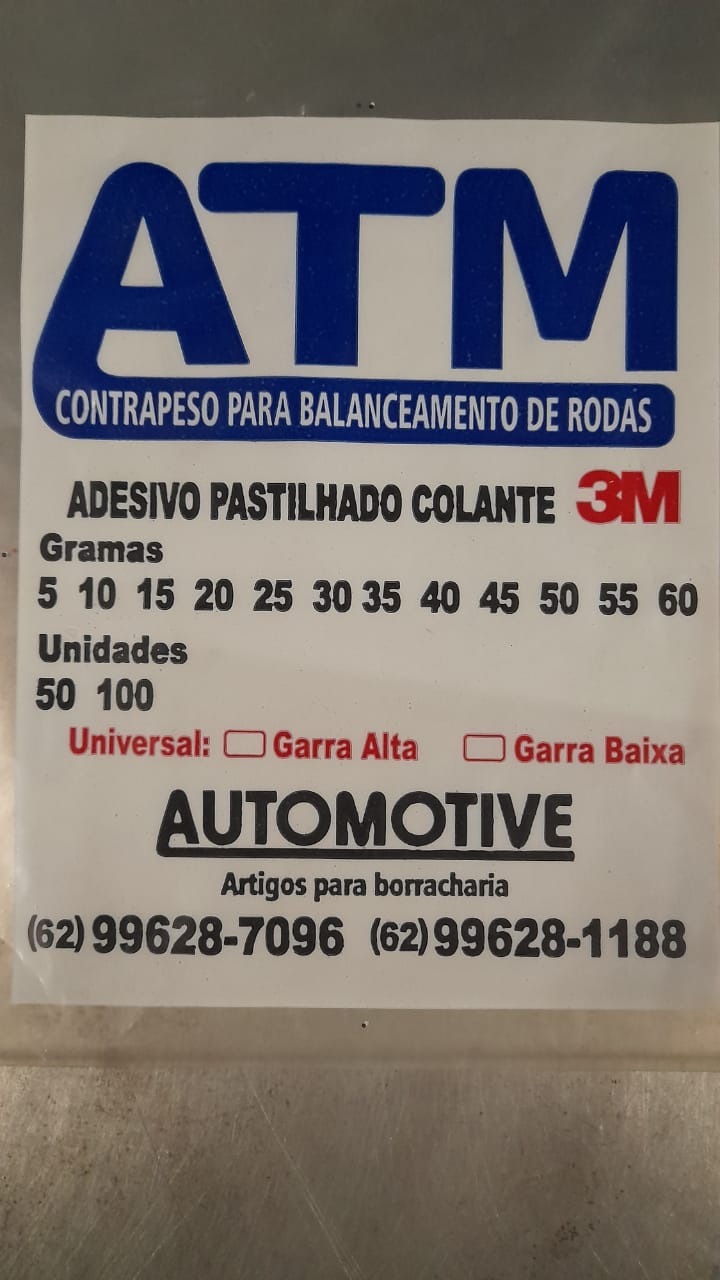 ATM
CONTRAPESO PARA BALANCEAMENTO DE RODAS
ADESIVO PASTILHADO COLANTE 3M
Gramas
5 10 15 20 25 30 35 40 45 50 55 60
Unidades
50 100
Universal: Garra Alta Garra Baixa
AUTOMOTIVE
Artigos para borracharia
(62) 99628-7096 (62) 99628-1188